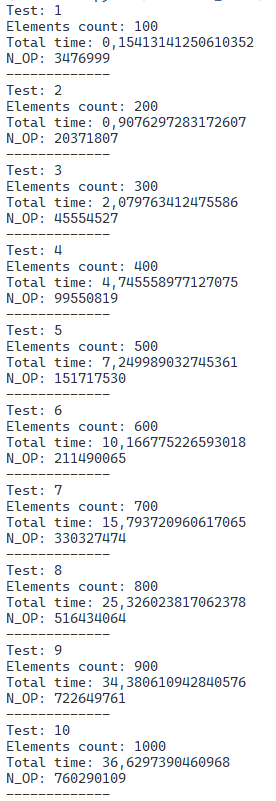 Test: 1
Elements count: 100
Total time: 0,15413141250610352
N_OP: 3476999
-------------
Test: 2
Elements count: 200
Total time: 0,9076297283172607
N_OP: 20371807
-------------
Test: 3
Elements count: 300
Total time: 2,079763412475586
N_OP: 45554527
-------------
Test: 4
Elements count: 400
Total time: 4,745558977127075
N_OP: 99550819
-------------
Test: 5
Elements count: 500
Total time: 7,249989032745361
N_OP: 151717530
-------------
Test: 6
Elements count: 600
Total time: 10,166775226593018
N_OP: 211490065
-------------
Test: 7
Elements count: 700
Total time: 15,793720960617065
N_OP: 330327474
-------------
Test: 8
Elements count: 800
Total time: 25,326023817062378
N_OP: 516434064
-------------
Test: 9
Elements count: 900
Total time: 34,380610942840576
N_OP: 722649761
-------------
Test: 10
Elements count: 1000
Total time: 36,6297390460968
N_OP: 760290109
-------------